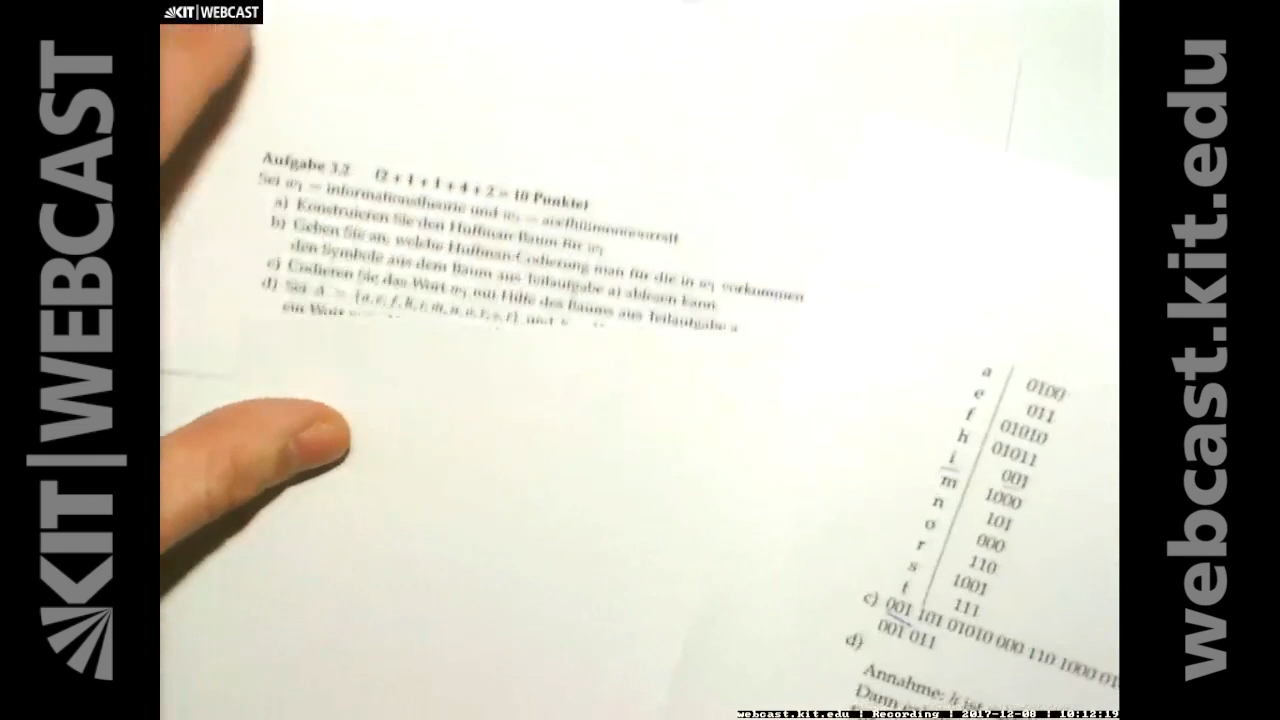 KIT | WEBCAST
KIT | WEBCAST
Aufgabe 3.2 (2 + 1 + 1 + 4 + 2 = 10 Punkte)
Sei w₁ = informationstheorie und w₂ =
a) Konstruieren Sie den Huffman-Baum für w₁
b) Geben Sie an, welche Huffman-Codierung man für die in w₁ vorkommen
den Symbole aus dem Baum aus Teilaufgabe a) ablesen kann
c) Codieren Sie das Wort w₁ mit Hilfe des Baums aus Teilaufgabe a
d) Sei A = {a, e, f, h, i, m, n, o, r, s, t} und
ein Wort
a 0100
e 011
f 01010
h 01011
i 001
m 1000
n 101
o 000
r 110
s 1001
t 111
c) 001 101 01010 000 110 1000 01
001 011
d)
Annahme: h ist
Dann
webcast.kit.edu
webcast.kit.edu | Recording | 2017-12-08 | 10:12:19